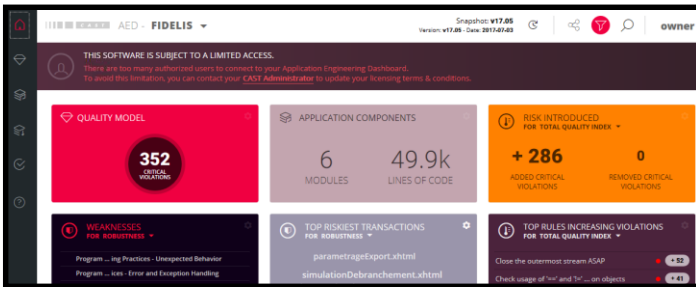 CAST AED - FIDELIS
Snapshot: v17.05
Version: v17.05 - Date: 2017-07-03
owner
THIS SOFTWARE IS SUBJECT TO A LIMITED ACCESS.
There are too many authorized users to connect to your Application Engineering Dashboard.
To avoid this limitation, you can contact your CAST Administrator to update your licensing terms & conditions.
QUALITY MODEL
352
CRITICAL
VIOLATIONS
APPLICATION COMPONENTS
6 49.9k
MODULES LINES OF CODE
RISK INTRODUCED
FOR TOTAL QUALITY INDEX
+ 286 0
ADDED CRITICAL VIOLATIONS
REMOVED CRITICAL VIOLATIONS
WEAKNESSES
FOR ROBUSTNESS
Program ... ing Practices - Unexpected Behavior
Program ... ices - Error and Exception Handling
TOP RISKIEST TRANSACTIONS
FOR ROBUSTNESS
parametrageExport.xhtml
simulationDebranchement.xhtml
TOP RULES INCREASING VIOLATIONS
FOR TOTAL QUALITY INDEX
Close the outermost stream ASAP + 52
Check usage of '==' and '!=' ... on objects + 41